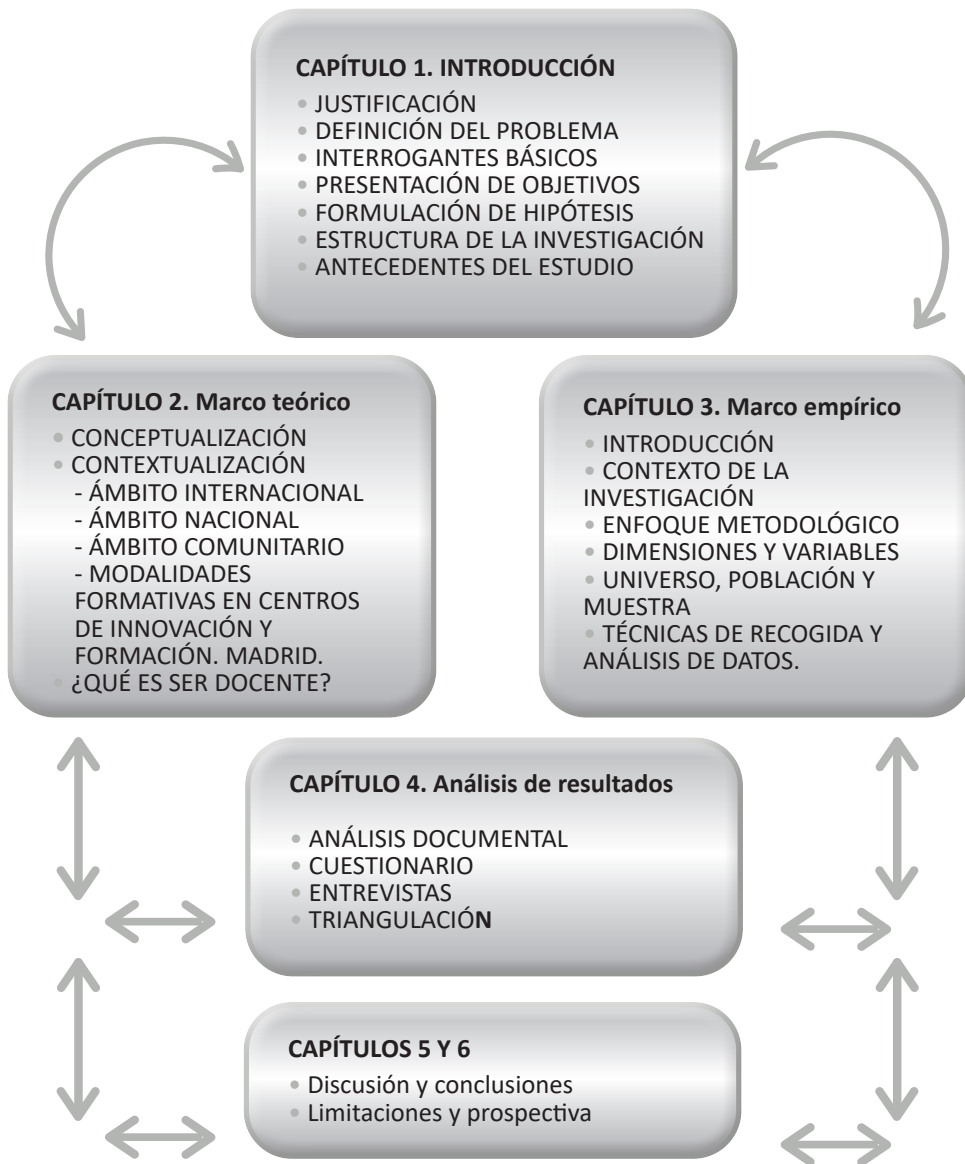 CAPÍTULO 1. INTRODUCCIÓN
• JUSTIFICACIÓN
• DEFINICIÓN DEL PROBLEMA
• INTERROGANTES BÁSICOS
• PRESENTACIÓN DE OBJETIVOS
• FORMULACIÓN DE HIPÓTESIS
• ESTRUCTURA DE LA INVESTIGACIÓN
• ANTECEDENTES DEL ESTUDIO
CAPÍTULO 2. Marco teórico
• CONCEPTUALIZACIÓN
• CONTEXTUALIZACIÓN
- ÁMBITO INTERNACIONAL
- ÁMBITO NACIONAL
- ÁMBITO COMUNITARIO
- MODALIDADES
FORMATIVAS EN CENTROS
DE INNOVACIÓN Y
FORMACIÓN. MADRID.
• ¿QUÉ ES SER DOCENTE?
CAPÍTULO 3. Marco empírico
• INTRODUCCIÓN
• CONTEXTO DE LA
INVESTIGACIÓN
• ENFOQUE METODOLÓGICO
• DIMENSIONES Y VARIABLES
• UNIVERSO, POBLACIÓN Y
MUESTRA
• TÉCNICAS DE RECOGIDA Y
ANÁLISIS DE DATOS.
CAPÍTULO 4. Análisis de resultados
• ANÁLISIS DOCUMENTAL
• CUESTIONARIO
• ENTREVISTAS
• TRIANGULACIÓN
CAPÍTULOS 5 Y 6
• Discusión y conclusiones
• Limitaciones y prospectiva